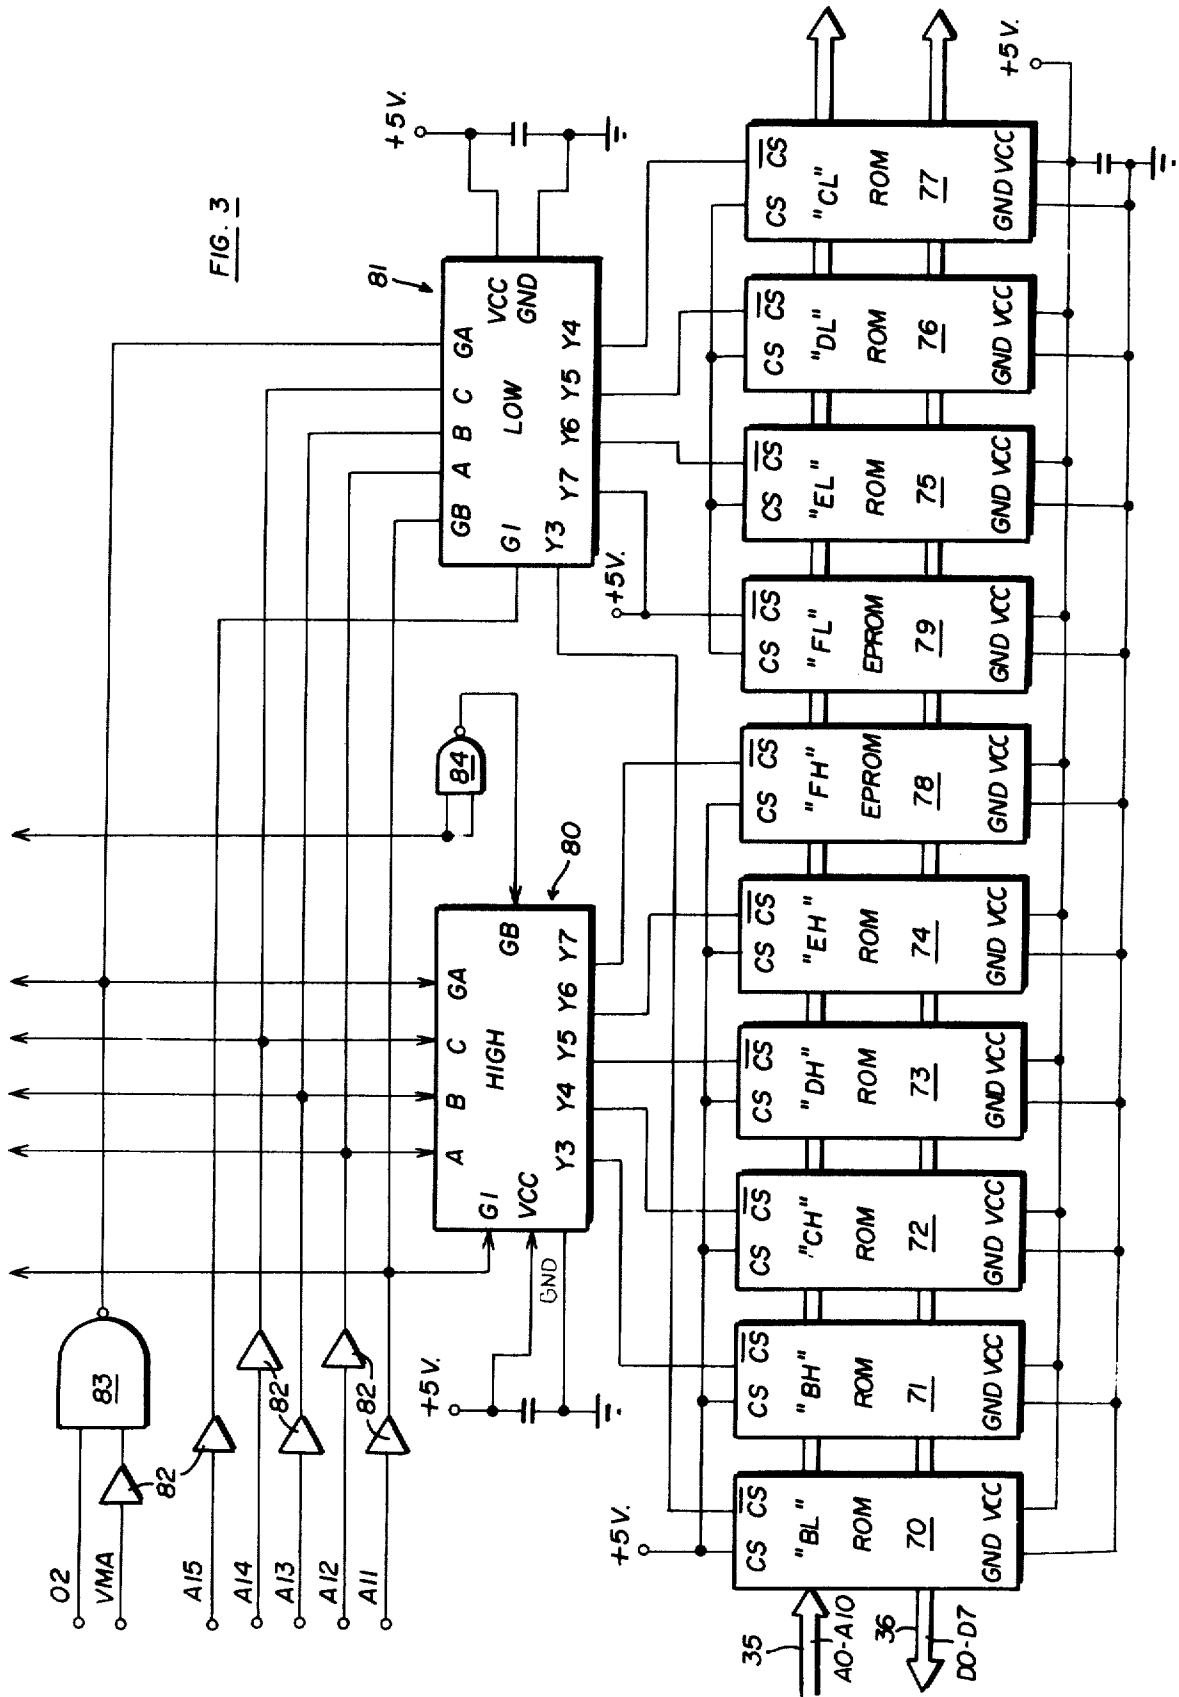 FIG. 3
O2
VMA
A15
A14
A13
A12
A11
82
82
82
83
84
+5V.
GND
80
G1
VCC
A
B
C
GA
HIGH
GB
Y3
Y4
Y5
Y6
Y7
81
GB
A
B
C
GA
G1
LOW
VCC
GND
Y3
Y7
Y6
Y5
Y4
+5V.
+5V.
+5V.
+5V.
35
A0-A10
36
D0-D7
CS CS "BL" ROM 70 GND VCC
CS CS "BH" ROM 71 GND VCC
CS CS "CH" ROM 72 GND VCC
CS CS "DH" ROM 73 GND VCC
CS CS "EH" ROM 74 GND VCC
CS CS "FH" EPROM 78 GND VCC
CS CS "FL" EPROM 79 GND VCC
CS CS "EL" ROM 75 GND VCC
CS CS "DL" ROM 76 GND VCC
CS CS "CL" ROM 77 GND VCC